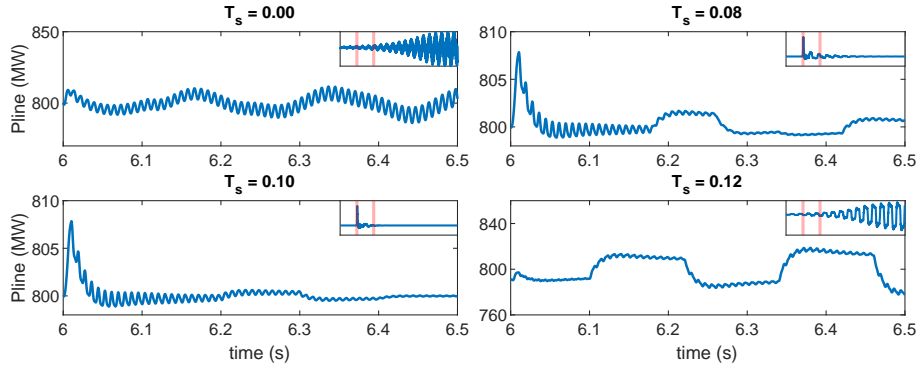 T_s = 0.00
T_s = 0.08
Pline (MW)
850
800
6 6.1 6.2 6.3 6.4 6.5
810
805
800
6 6.1 6.2 6.3 6.4 6.5
T_s = 0.10
T_s = 0.12
Pline (MW)
810
805
800
6 6.1 6.2 6.3 6.4 6.5
time (s)
840
800
760
6 6.1 6.2 6.3 6.4 6.5
time (s)